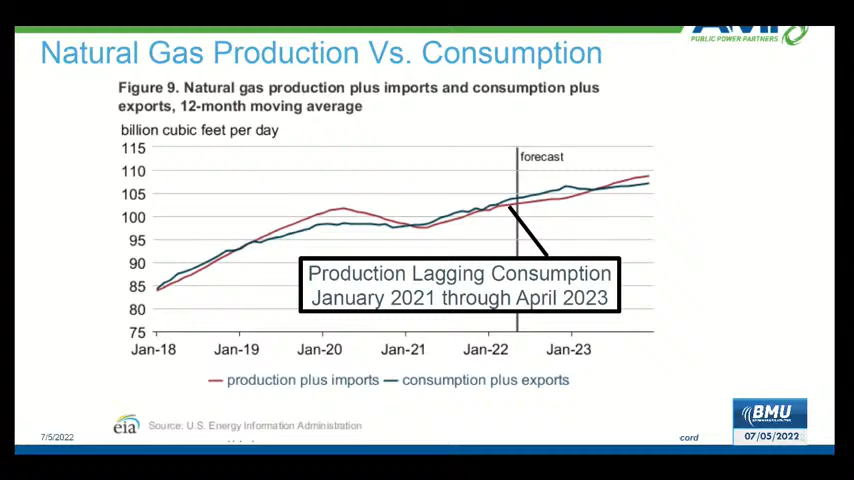 PUBLIC POWER PARTNERS
Natural Gas Production Vs. Consumption
Figure 9. Natural gas production plus imports and consumption plus
exports, 12-month moving average
billion cubic feet per day
115
110
105
100
95
90
85
80
75
forecast
Production Lagging Consumption
January 2021 through April 2023
Jan-18 Jan-19 Jan-20 Jan-21 Jan-22 Jan-23
production plus imports consumption plus exports
eia Source: U.S. Energy Information Administration
7/5/2022
cord
BMU
07/05/2022